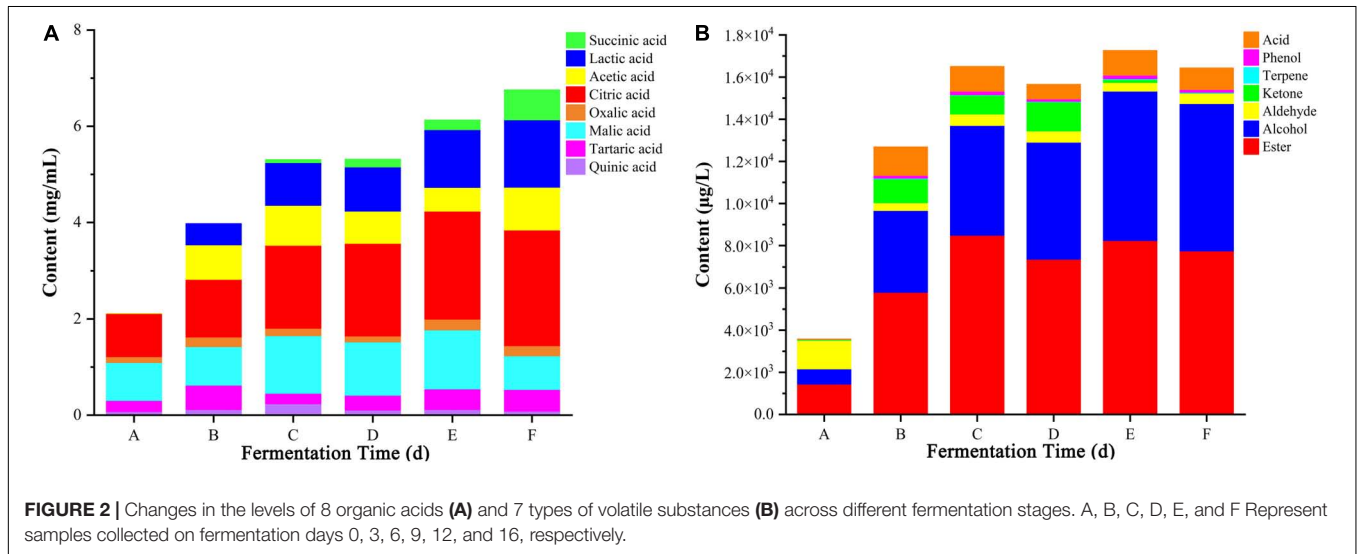 A
8
6
4
2
0
Content (mg/mL)
A B C D E F
Fermentation Time (d)
Succinic acid
Lactic acid
Acetic acid
Citric acid
Oxalic acid
Malic acid
Tartaric acid
Quinic acid
B
1.8×10⁴
1.6×10⁴
1.4×10⁴
1.2×10⁴
1.0×10⁴
8.0×10³
6.0×10³
4.0×10³
2.0×10³
0.0
Content (µg/L)
A B C D E F
Fermentation Time (d)
Acid
Phenol
Terpene
Ketone
Aldehyde
Alcohol
Ester
FIGURE 2 | Changes in the levels of 8 organic acids (A) and 7 types of volatile substances (B) across different fermentation stages. A, B, C, D, E, and F Represent
samples collected on fermentation days 0, 3, 6, 9, 12, and 16, respectively.